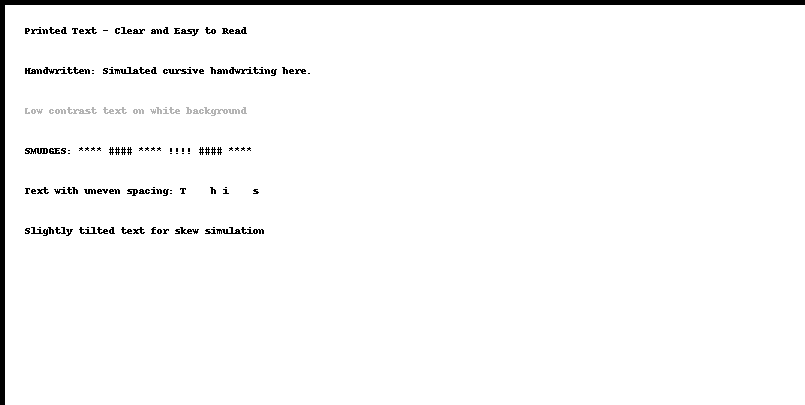 Printed Text - Clear and Easy to Read
Handwritten: Simulated cursive handwriting here.
Low contrast text on white background
SMUDGES: **** #### **** !!!! #### ****
Text with uneven spacing: T    h i    s
Slightly tilted text for skew simulation